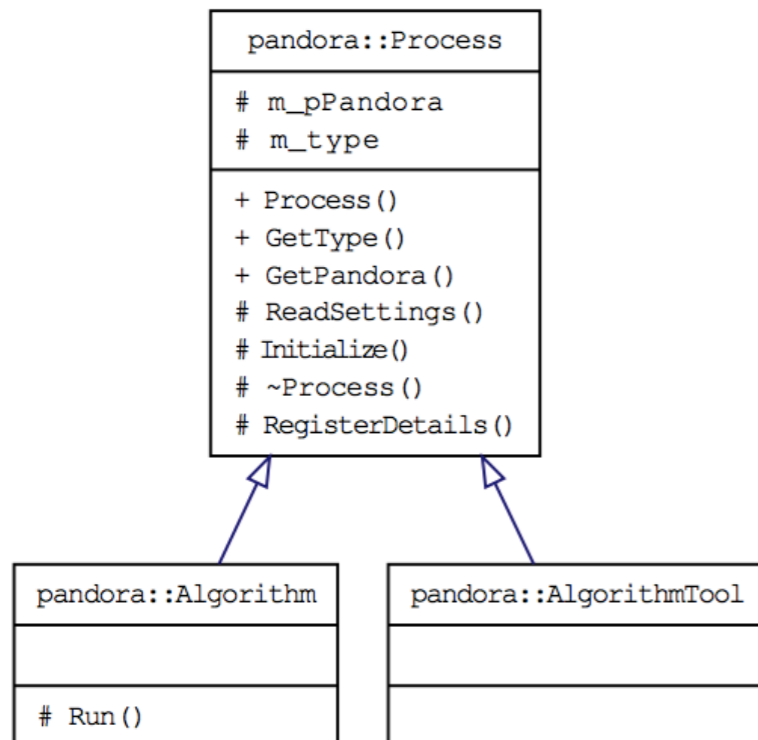 pandora::Process
# m_pPandora
# m_type
+ Process()
+ GetType()
+ GetPandora()
# ReadSettings()
# Initialize()
# ~Process()
# RegisterDetails()
pandora::Algorithm
# Run()
pandora::AlgorithmTool